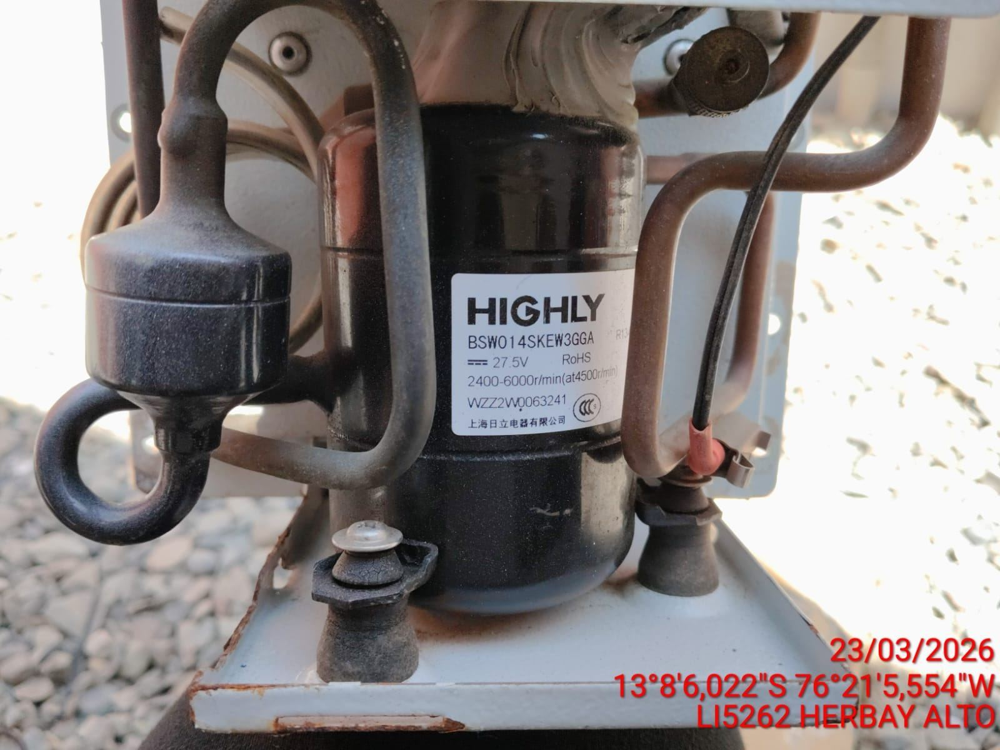 HIGHLY
BSW014SKEW3GGA
27.5V RoHS
2400-6000r/min(at4500r/min)
WZZ2W0063241
CCC S
上海日立电器有限公司
23/03/2026
13°8'6,022"S 76°21'5,554"W
LI5262 HERBAY ALTO